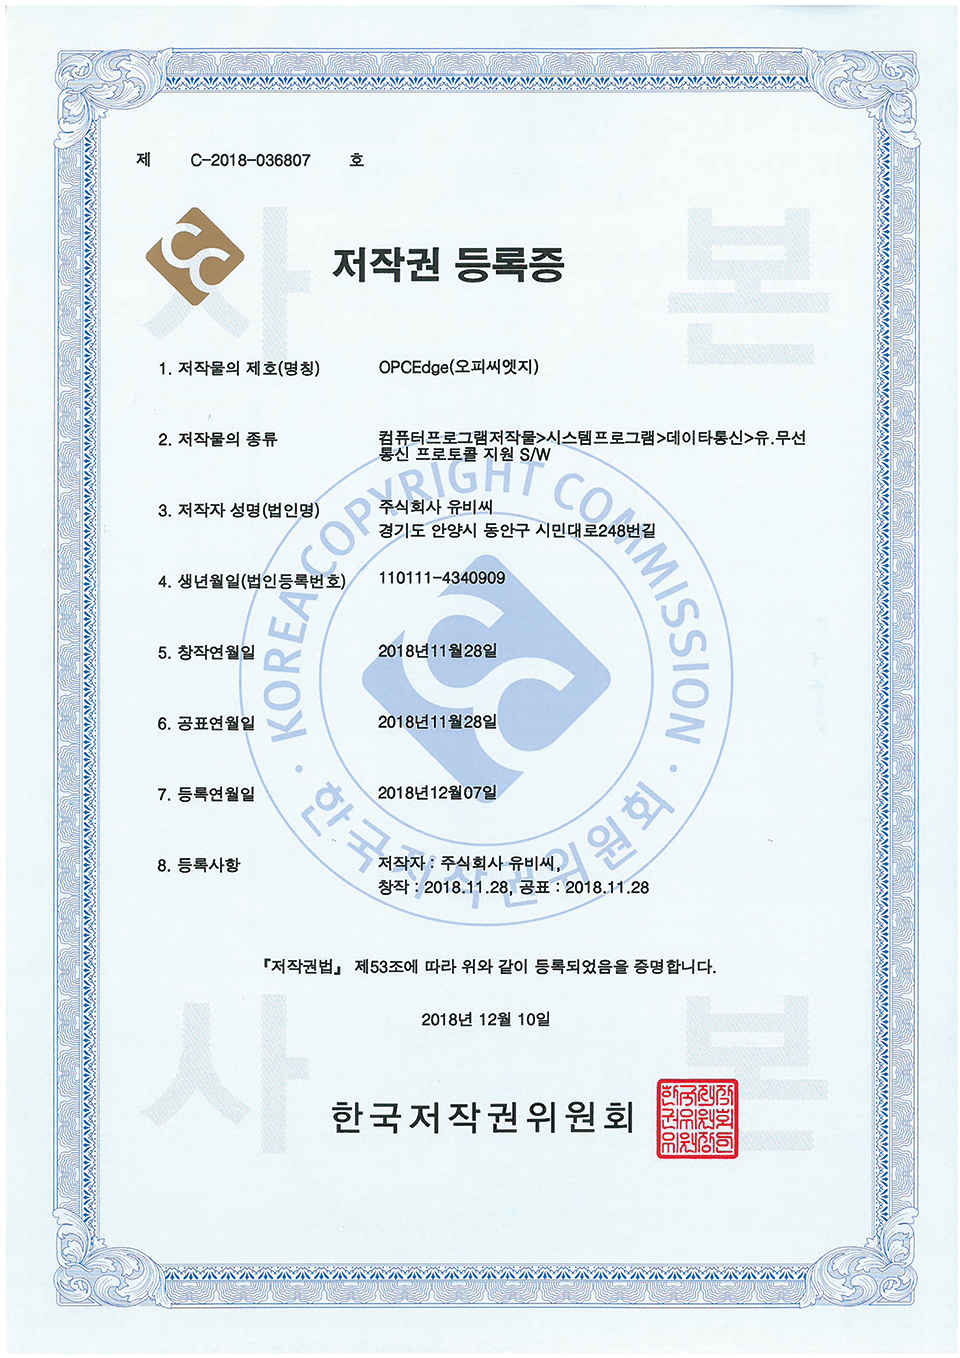 제 C-2018-036807 호
사 본
저작권 등록증
1. 저작물의 제호(명칭) OPCEdge(오피씨엣지)
2. 저작물의 종류 컴퓨터프로그램저작물>시스템프로그램>데이타통신>유.무선
통신 프로토콜 지원 S/W
3. 저작자 성명(법인명) 주식회사 유비씨
경기도 안양시 동안구 시민대로248번길
4. 생년월일(법인등록번호) 110111-4340909
5. 창작연월일 2018년11월28일
6. 공표연월일 2018년11월28일
7. 등록연월일 2018년12월07일
8. 등록사항 저작자 : 주식회사 유비씨,
창작 : 2018.11.28, 공표 : 2018.11.28
KOREA COPYRIGHT COMMISSION
한국저작권위원회
『저작권법』 제53조에 따라 위와 같이 등록되었음을 증명합니다.
2018년 12월 10일
사 본
한국저작권위원회